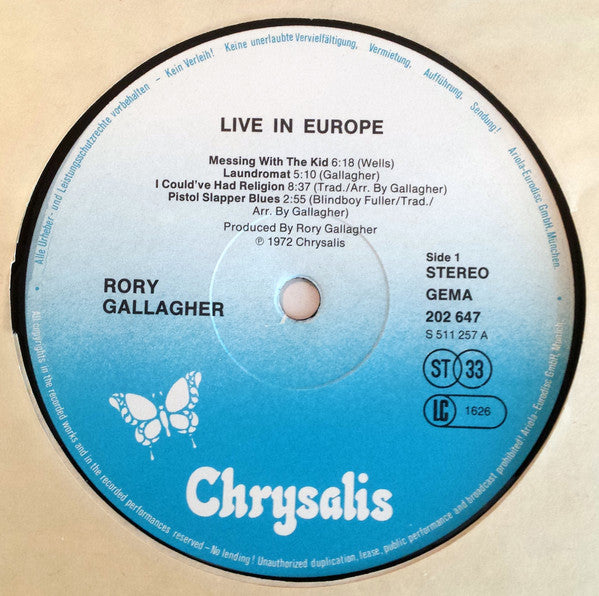 • Alle Urheber- und Leistungsschutzrechte vorbehalten – Kein Verleih! Keine unerlaubte Vervielfältigung, Vermietung, Aufführung, Sendung! Ariola-Eurodisc GmbH, München.
LIVE IN EUROPE
Messing With The Kid 6:18 (Wells)
Laundromat 5:10 (Gallagher)
I Could've Had Religion 8:37 (Trad./Arr. By Gallagher)
Pistol Slapper Blues 2:55 (Blindboy Fuller/Trad./
Arr. By Gallagher)
Produced By Rory Gallagher
℗ 1972 Chrysalis
RORY
GALLAGHER
Side 1
STEREO
GEMA
202 647
S 511 257 A
ST 33
LC 1626
Chrysalis
• All copyrights in the recorded works and in the recorded performances reserved – No lending! Unauthorized duplication, lease, public performance and broadcast prohibited! Ariola-Eurodisc GmbH, Munich.